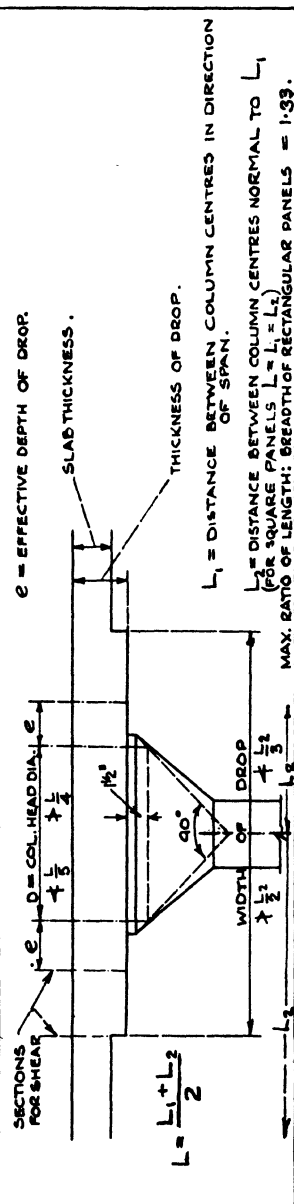 SECTIONS
FOR SHEAR
e D = COL. HEAD DIA. e
≮ L/5 ≯ L/4
e = EFFECTIVE DEPTH OF DROP.
SLAB THICKNESS.
THICKNESS OF DROP.
1½"
90°
L = (L₁ + L₂)/2
WIDTH OF DROP
≯ L₂/2 ≮ L₂/3
L₁ = DISTANCE BETWEEN COLUMN CENTRES IN DIRECTION
OF SPAN.
L₂ = DISTANCE BETWEEN COLUMN CENTRES NORMAL TO L₁
(FOR SQUARE PANELS L = L₁ = L₂)
MAX. RATIO OF LENGTH: BREADTH OF RECTANGULAR PANELS = 1·33.
L₂ L₂